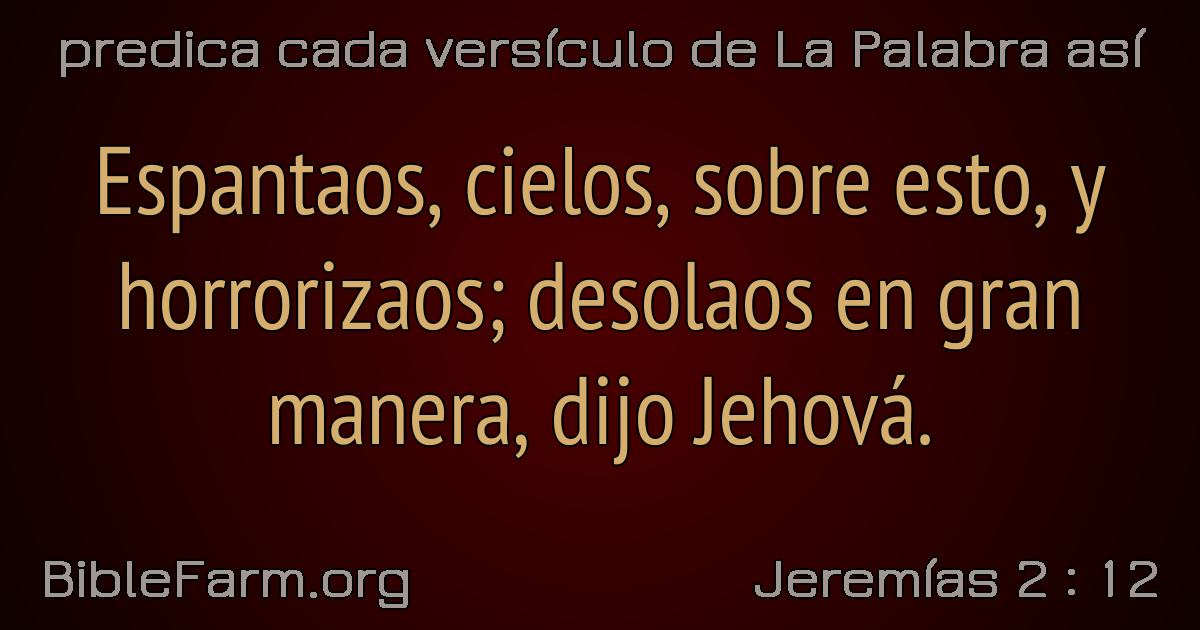 predica cada versículo de La Palabra así
Espantaos, cielos, sobre esto, y
horrorizaos; desolaos en gran
manera, dijo Jehová.
BibleFarm.org
Jeremías 2 : 12